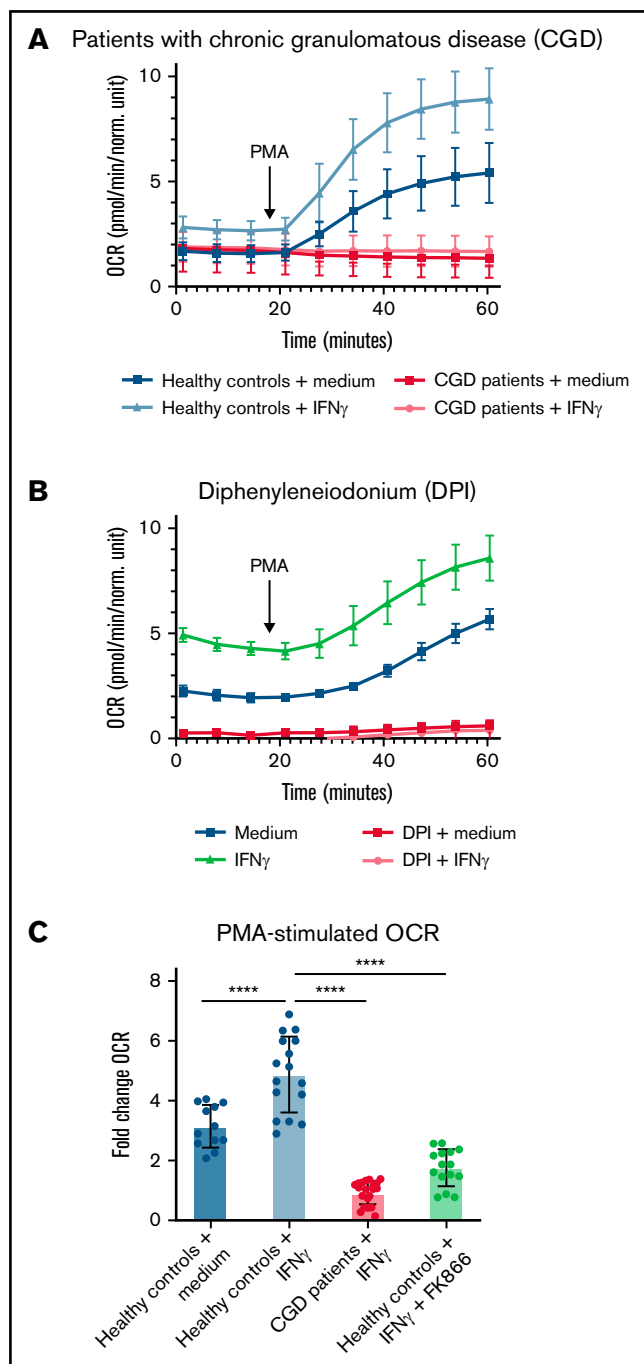 A Patients with chronic granulomatous disease (CGD)
10
5
0
OCR (pmol/min/norm. unit)
PMA
0 20 40 60
Time (minutes)
Healthy controls + medium CGD patients + medium
Healthy controls + IFNγ CGD patients + IFNγ
B Diphenyleneiodonium (DPI)
10
5
0
OCR (pmol/min/norm. unit)
PMA
0 20 40 60
Time (minutes)
Medium DPI + medium
IFNγ DPI + IFNγ
C PMA-stimulated OCR
8
6
4
2
0
Fold change OCR
****
**** ****
Healthy controls +
medium
Healthy controls +
IFNγ
CGD patients +
IFNγ
Healthy controls +
IFNγ + FK866